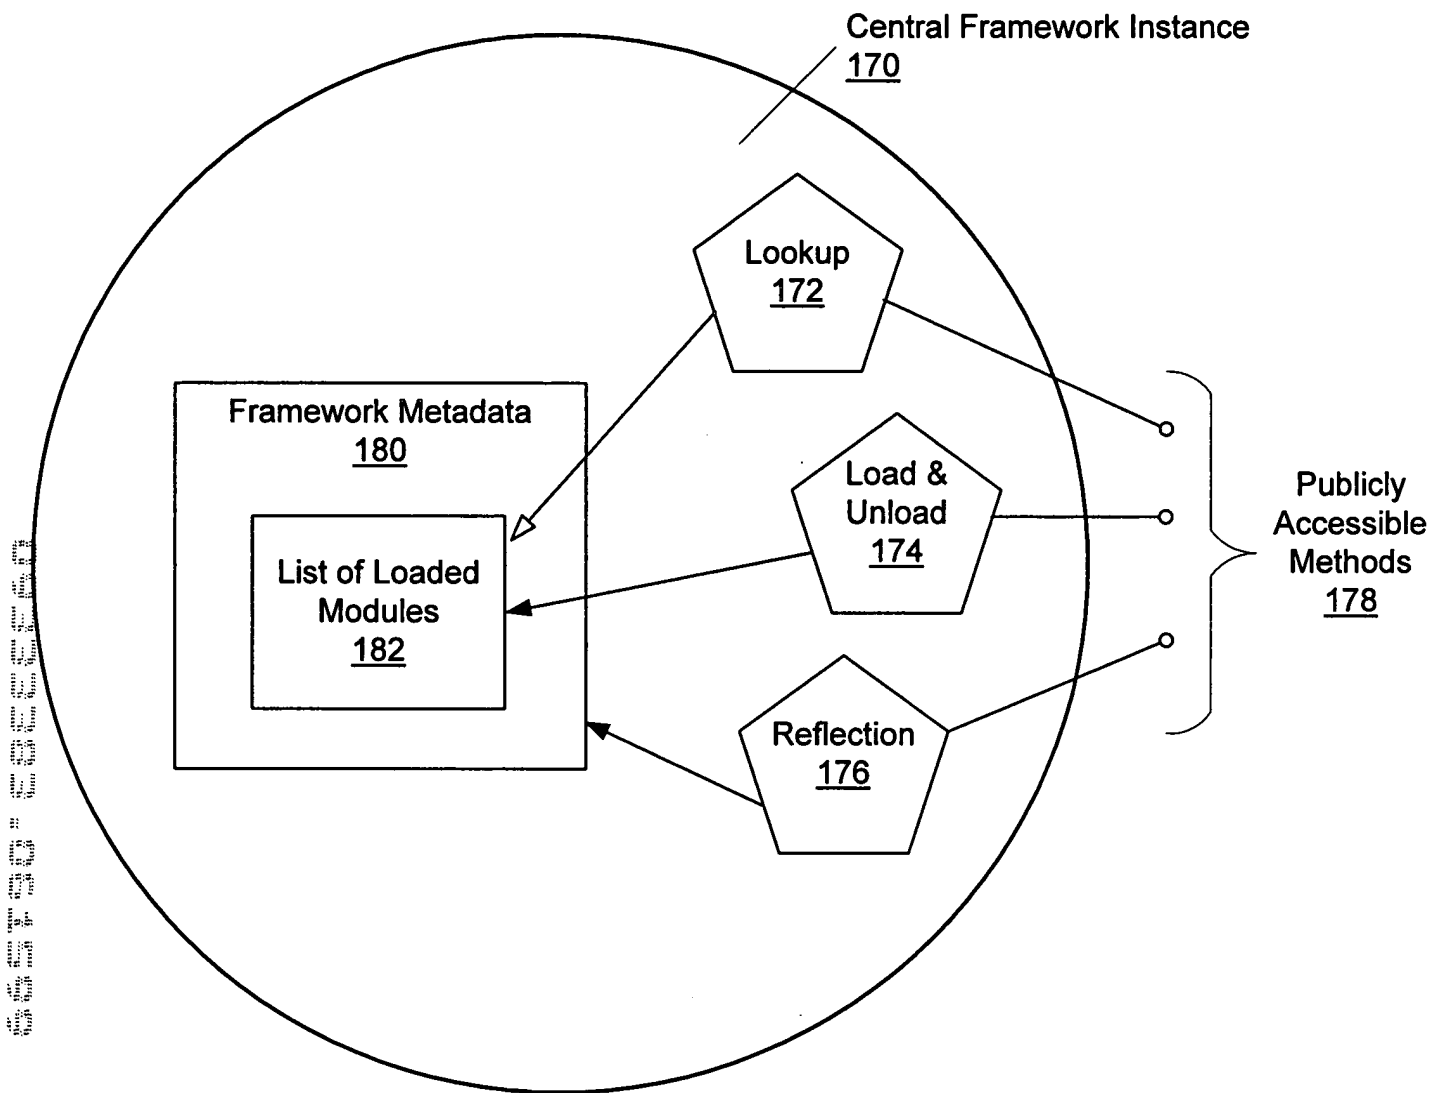 Central Framework Instance
170
Lookup
172
Framework Metadata
180
List of Loaded
Modules
182
Load &
Unload
174
Reflection
176
Publicly
Accessible
Methods
178